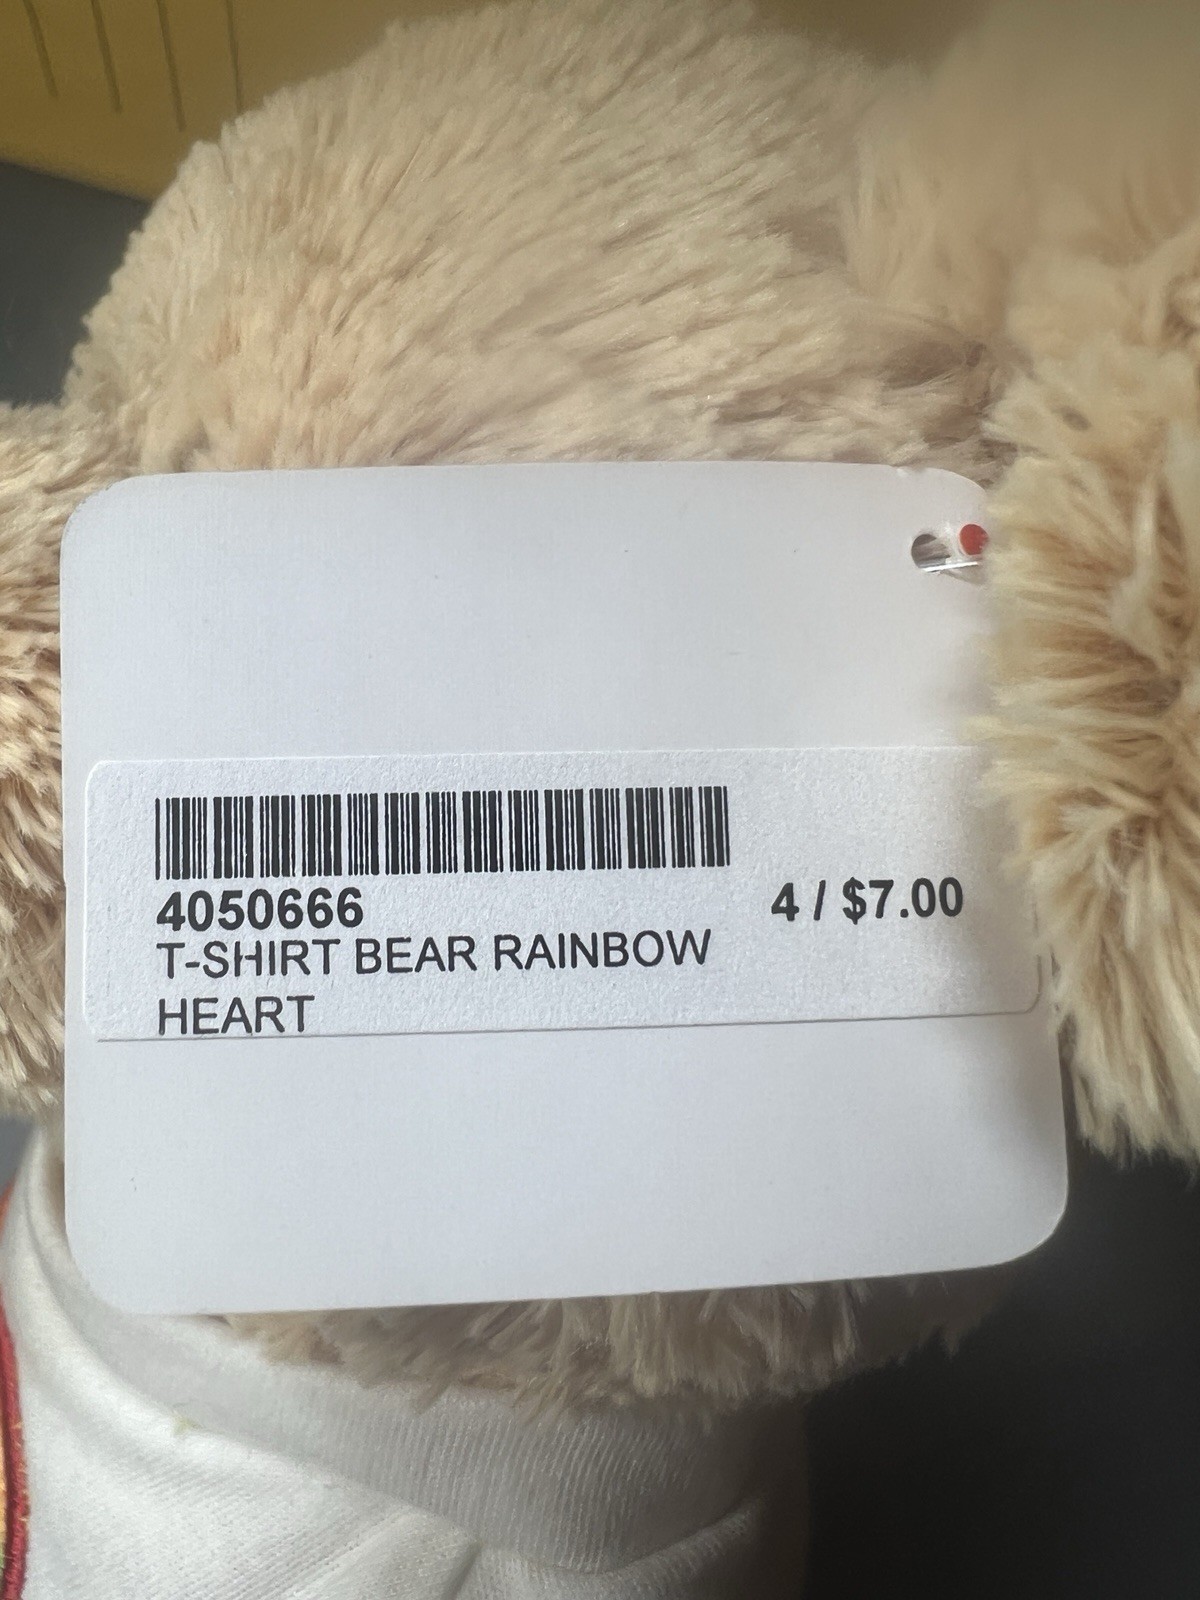 4050666
4 / $7.00
T-SHIRT BEAR RAINBOW
HEART